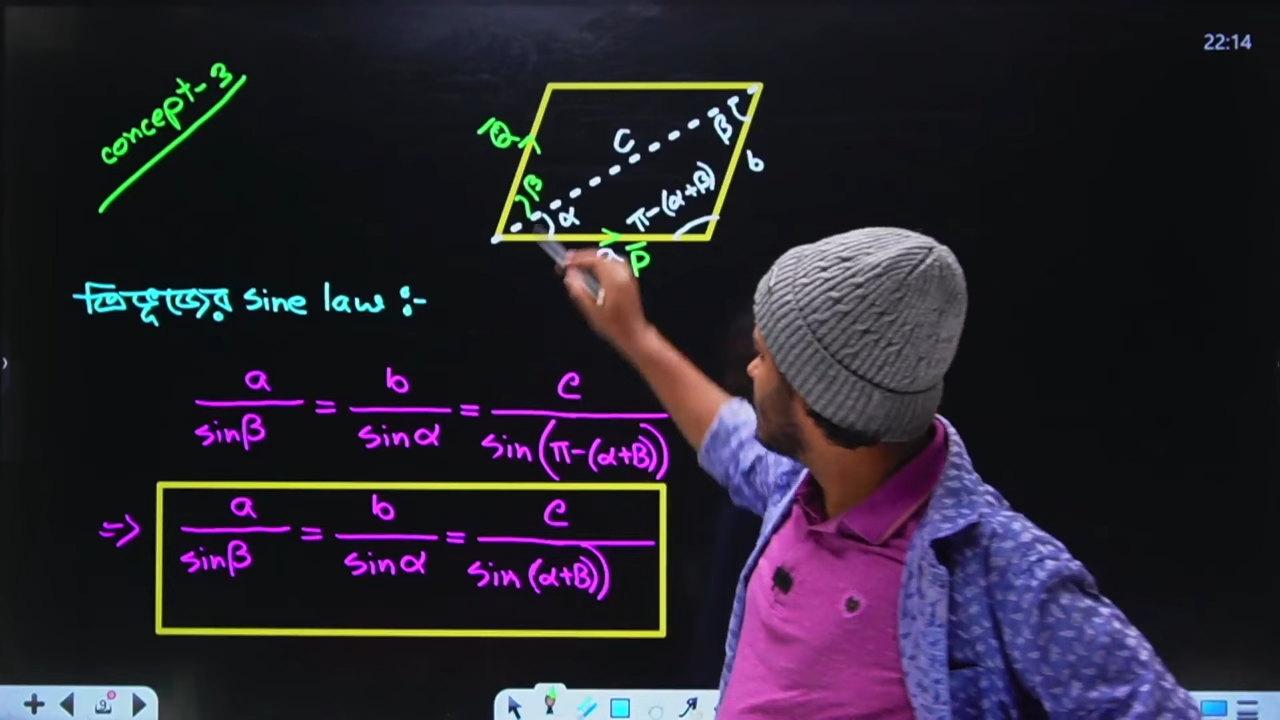 22:14
concept-3
Q
C
β
b
β
α
π-(α+β)
a
P
ত্রিভূজের sine law :-
a/sinβ = b/sinα = c/sin(π-(α+β))
=> a/sinβ = b/sinα = c/sin(α+β))